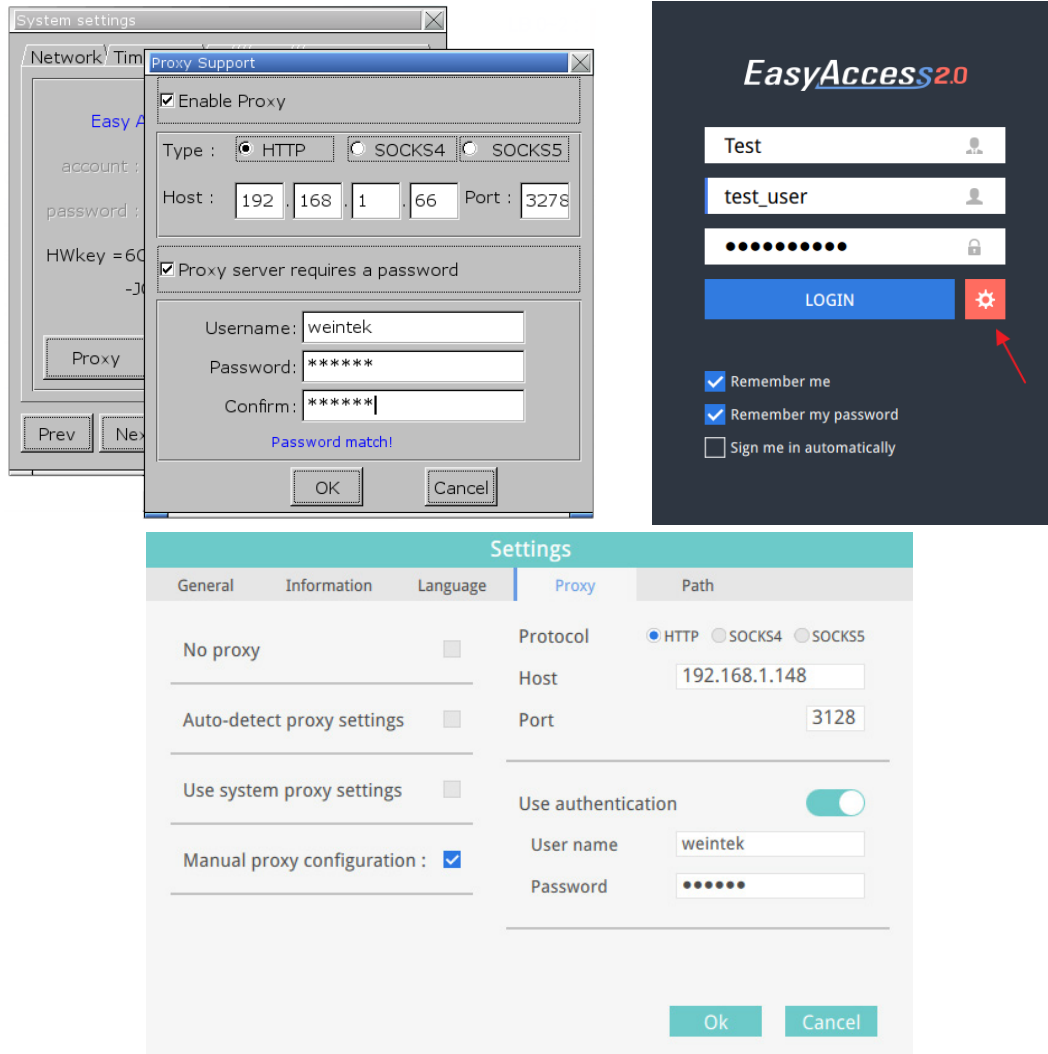 System settings
Network Tim
Easy A
account :
password :
HWkey =6
-J
Proxy
Prev Nex
Proxy Support
Enable Proxy
Type : HTTP SOCKS4 SOCKS5
Host : 192 . 168 . 1 . 66 Port : 3278
Proxy server requires a password
Username: weintek
Password: ******
Confirm: ******
Password match!
OK Cancel
EasyAccess2.0
Test
test_user
••••••••••
LOGIN
Remember me
Remember my password
Sign me in automatically
Settings
General Information Language Proxy Path
No proxy
Auto-detect proxy settings
Use system proxy settings
Manual proxy configuration :
Protocol HTTP SOCKS4 SOCKS5
Host 192.168.1.148
Port 3128
Use authentication
User name weintek
Password ••••••
Ok Cancel